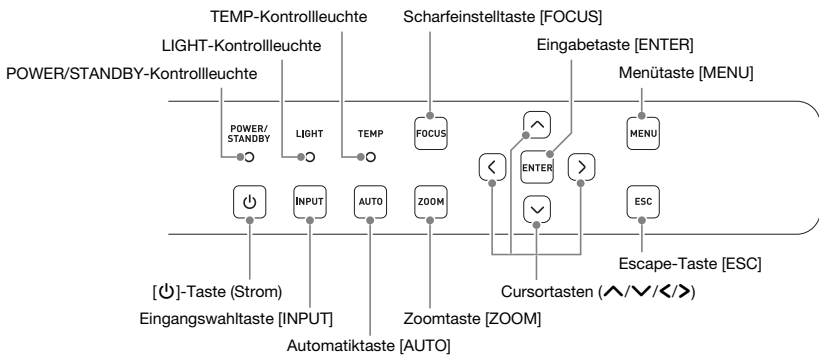 TEMP-Kontrollleuchte
Scharfeinstelltaste [FOCUS]
LIGHT-Kontrollleuchte
Eingabetaste [ENTER]
POWER/STANDBY-Kontrollleuchte
Menütaste [MENU]
POWER/
STANDBY
LIGHT
TEMP
FOCUS
MENU
ENTER
INPUT
AUTO
ZOOM
ESC
Escape-Taste [ESC]
[⏻]-Taste (Strom)
Cursortasten (∧/∨/</>)
Eingangswahltaste [INPUT]
Zoomtaste [ZOOM]
Automatiktaste [AUTO]